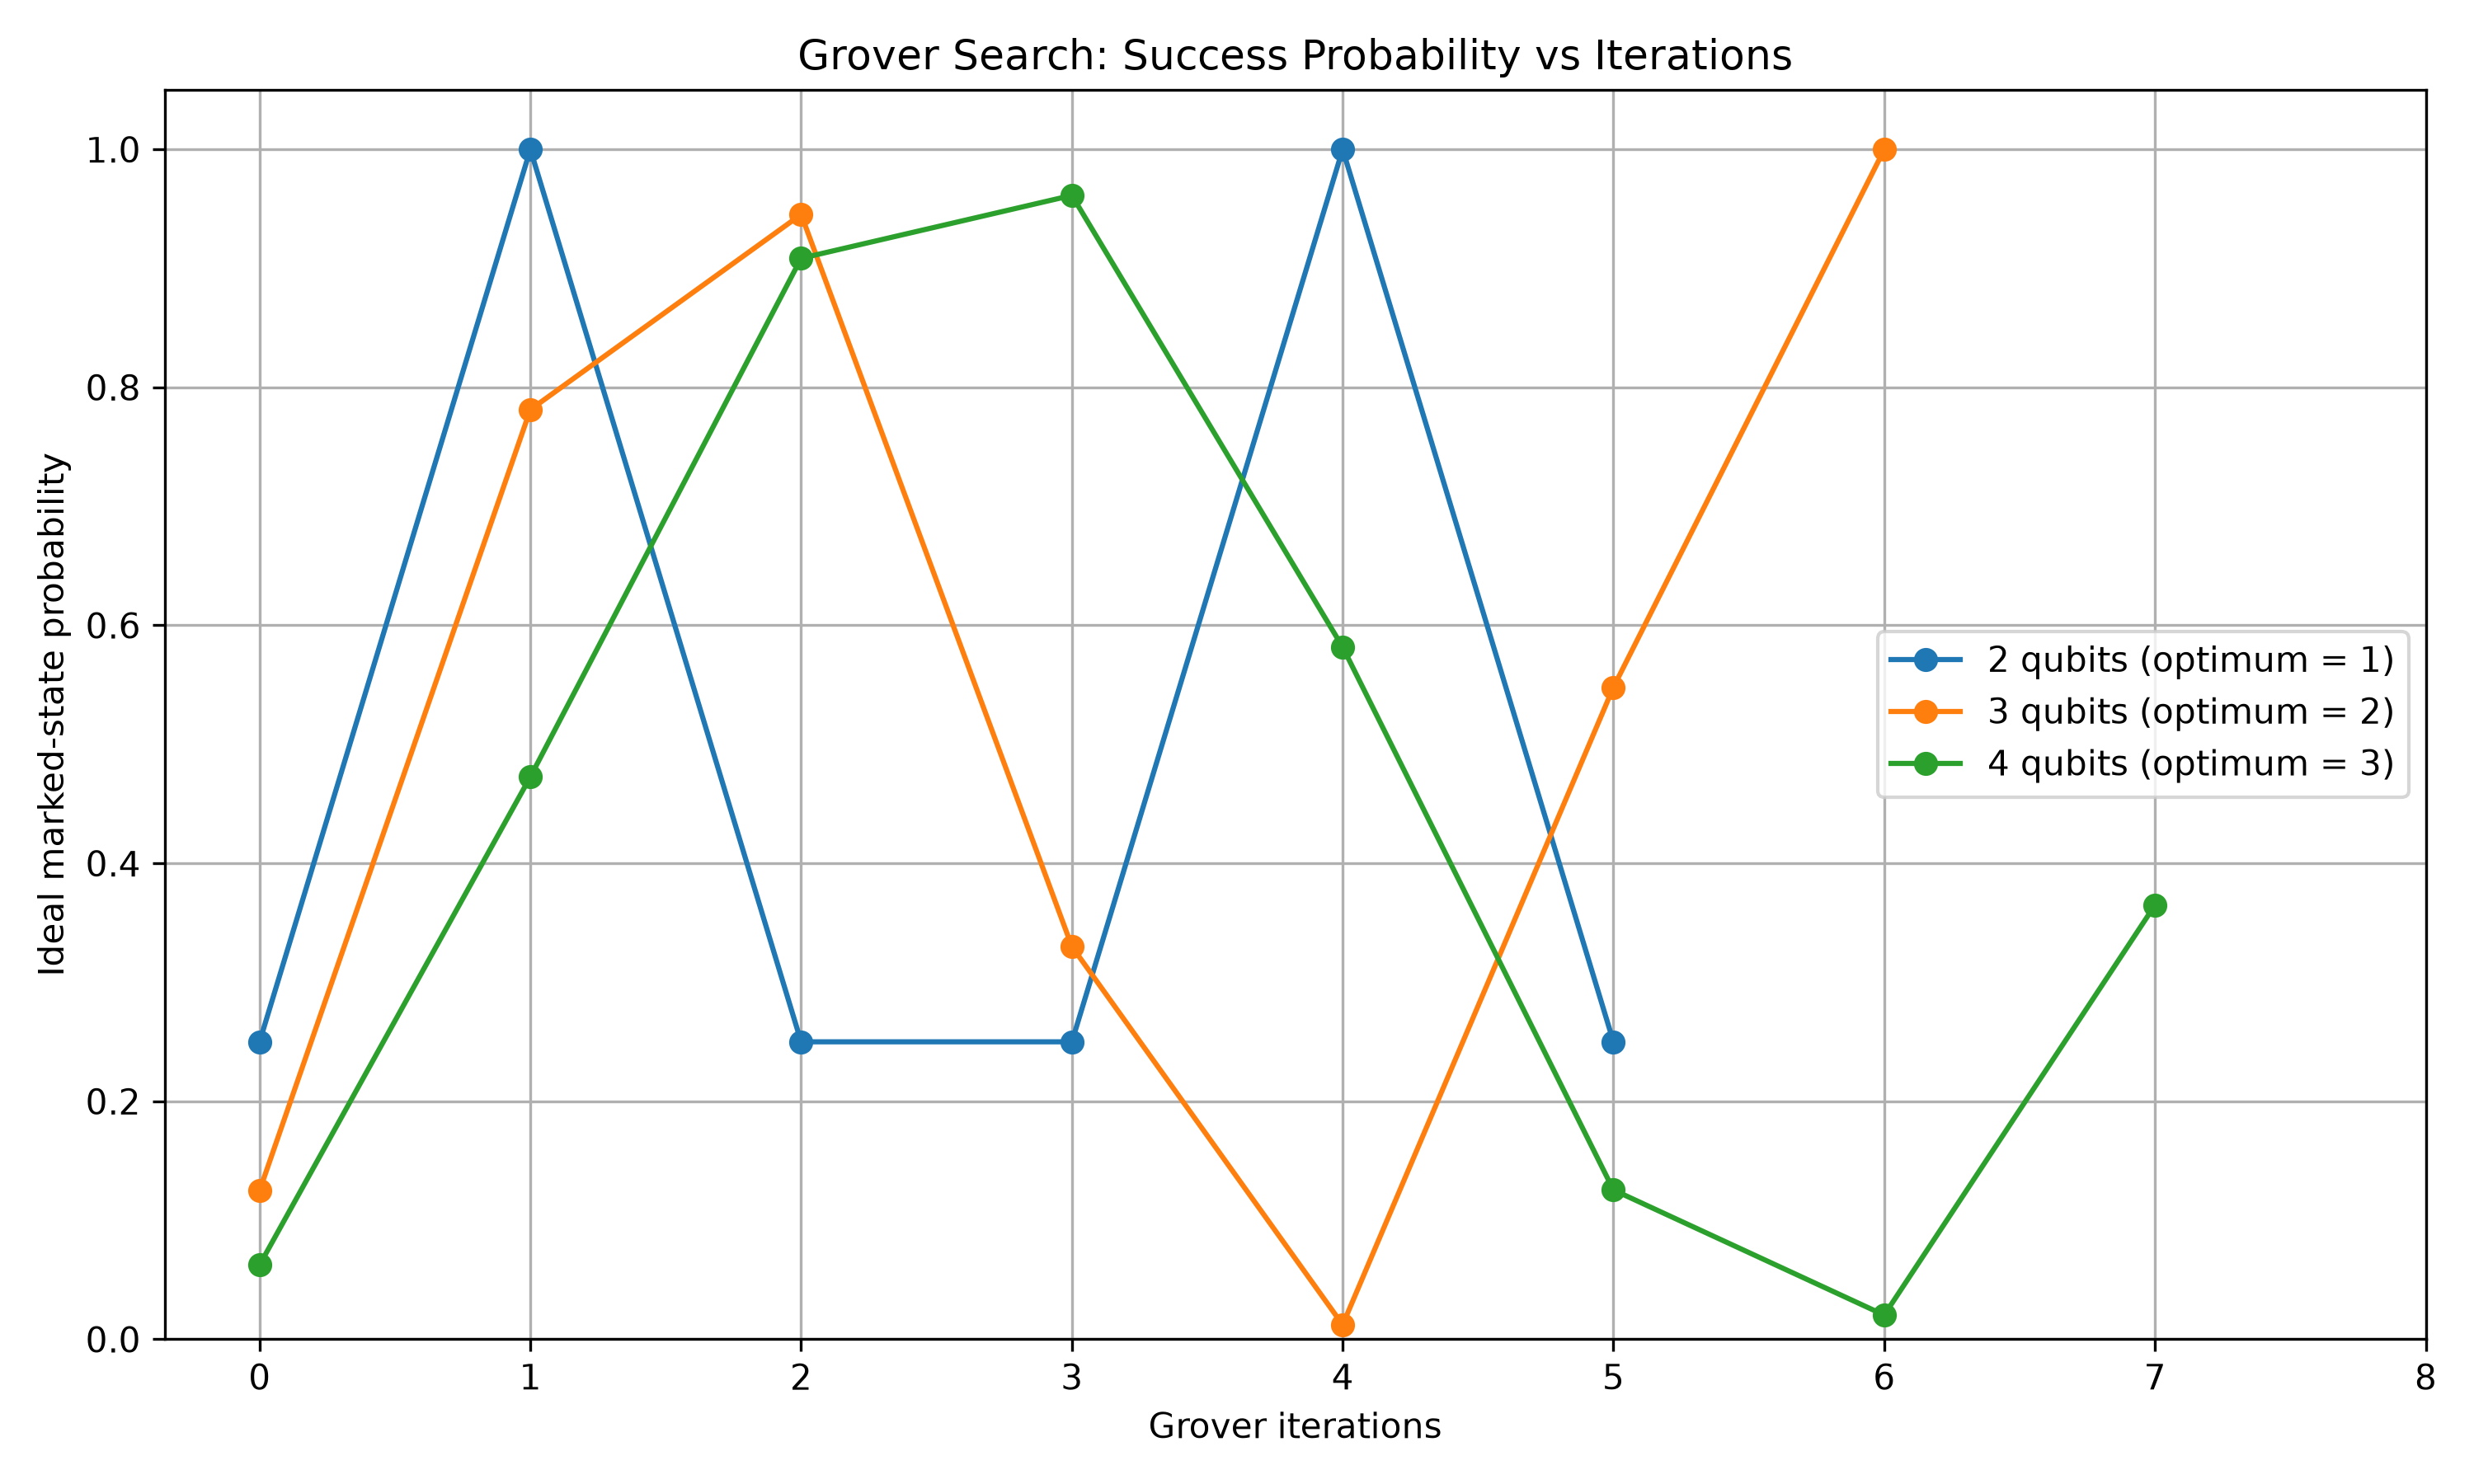 Grover Search: Success Probability vs Iterations
Ideal marked-state probability
1.0
0.8
0.6
0.4
0.2
0.0
2 qubits (optimum = 1)
3 qubits (optimum = 2)
4 qubits (optimum = 3)
0 1 2 3 4 5 6 7 8
Grover iterations